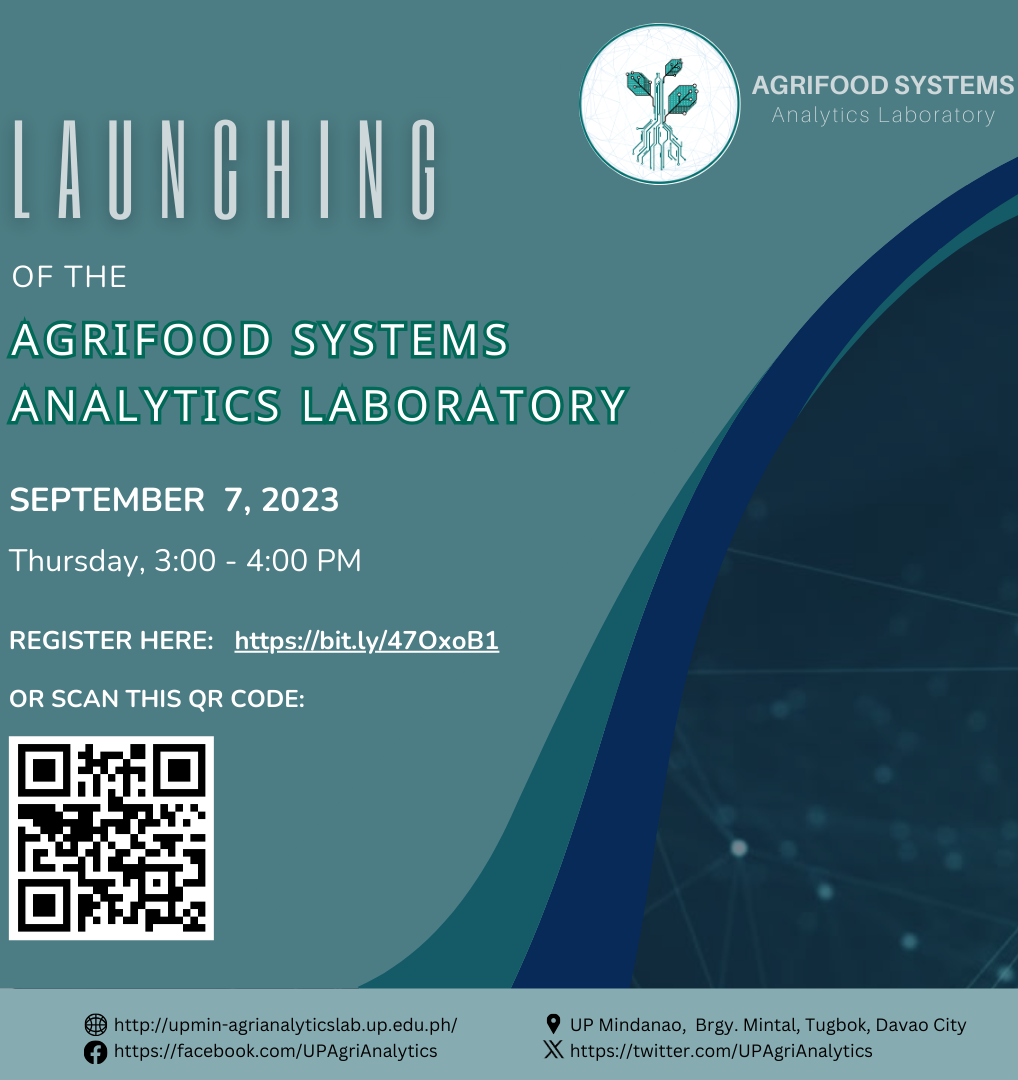 AGRIFOOD SYSTEMS
Analytics Laboratory
LAUNCHING
OF THE
AGRIFOOD SYSTEMS
ANALYTICS LABORATORY
SEPTEMBER 7, 2023
Thursday, 3:00 - 4:00 PM
REGISTER HERE: https://bit.ly/47OxoB1
OR SCAN THIS QR CODE:
http://upmin-agrianalyticslab.up.edu.ph/
https://facebook.com/UPAgriAnalytics
UP Mindanao, Brgy. Mintal, Tugbok, Davao City
https://twitter.com/UPAgriAnalytics